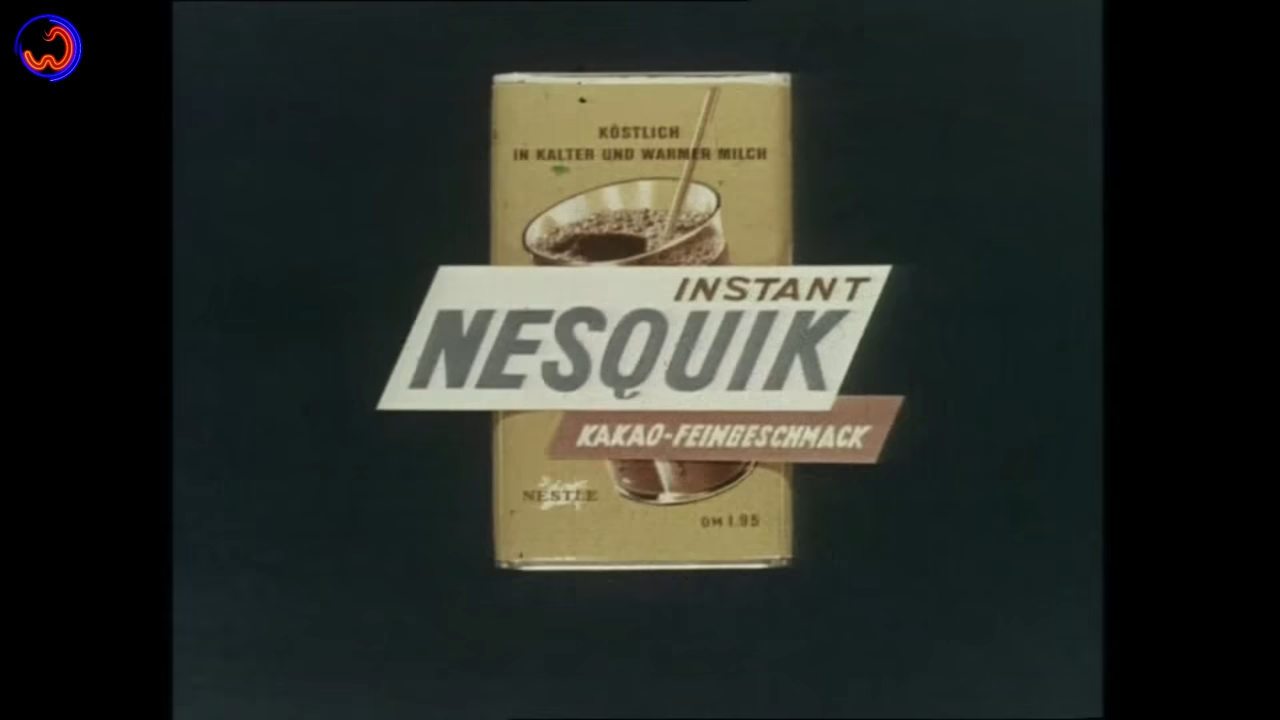 KÖSTLICH
IN KALTER UND WARMER MILCH
INSTANT
NESQUIK
KAKAO-FEINGESCHMACK
NESTLE
DM 1.95